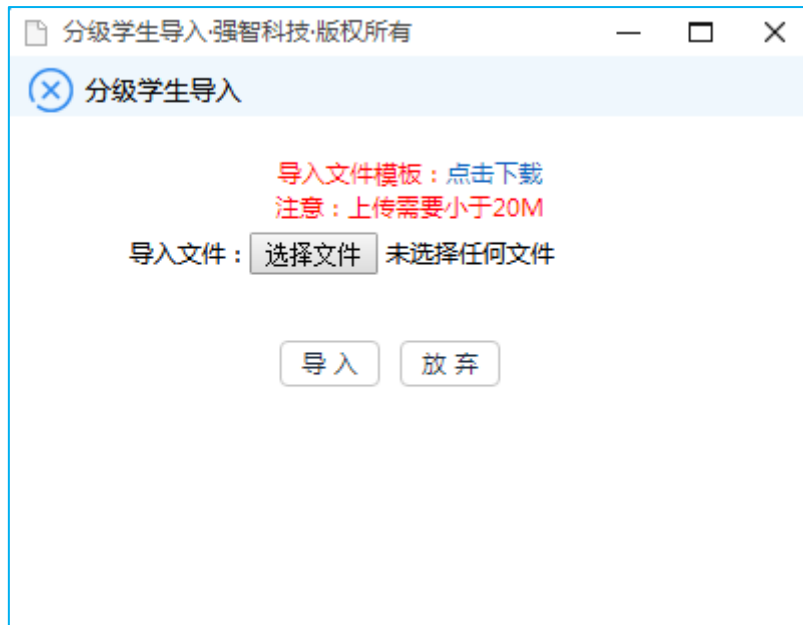 分级学生导入·强智科技·版权所有
分级学生导入
导入文件模板：点击下载
注意：上传需要小于20M
导入文件：选择文件 未选择任何文件
导 入 放 弃